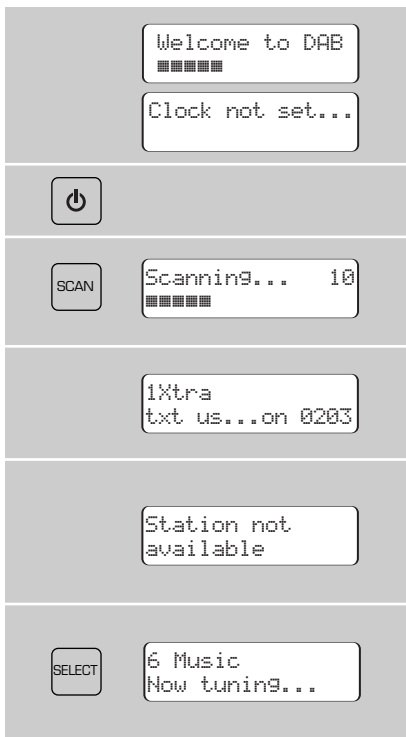 Welcome to DAB
Clock not set...
SCAN
Scanning... 10
1Xtra
txt us...on 0203
Station not
available
SELECT
6 Music
Now tuning...